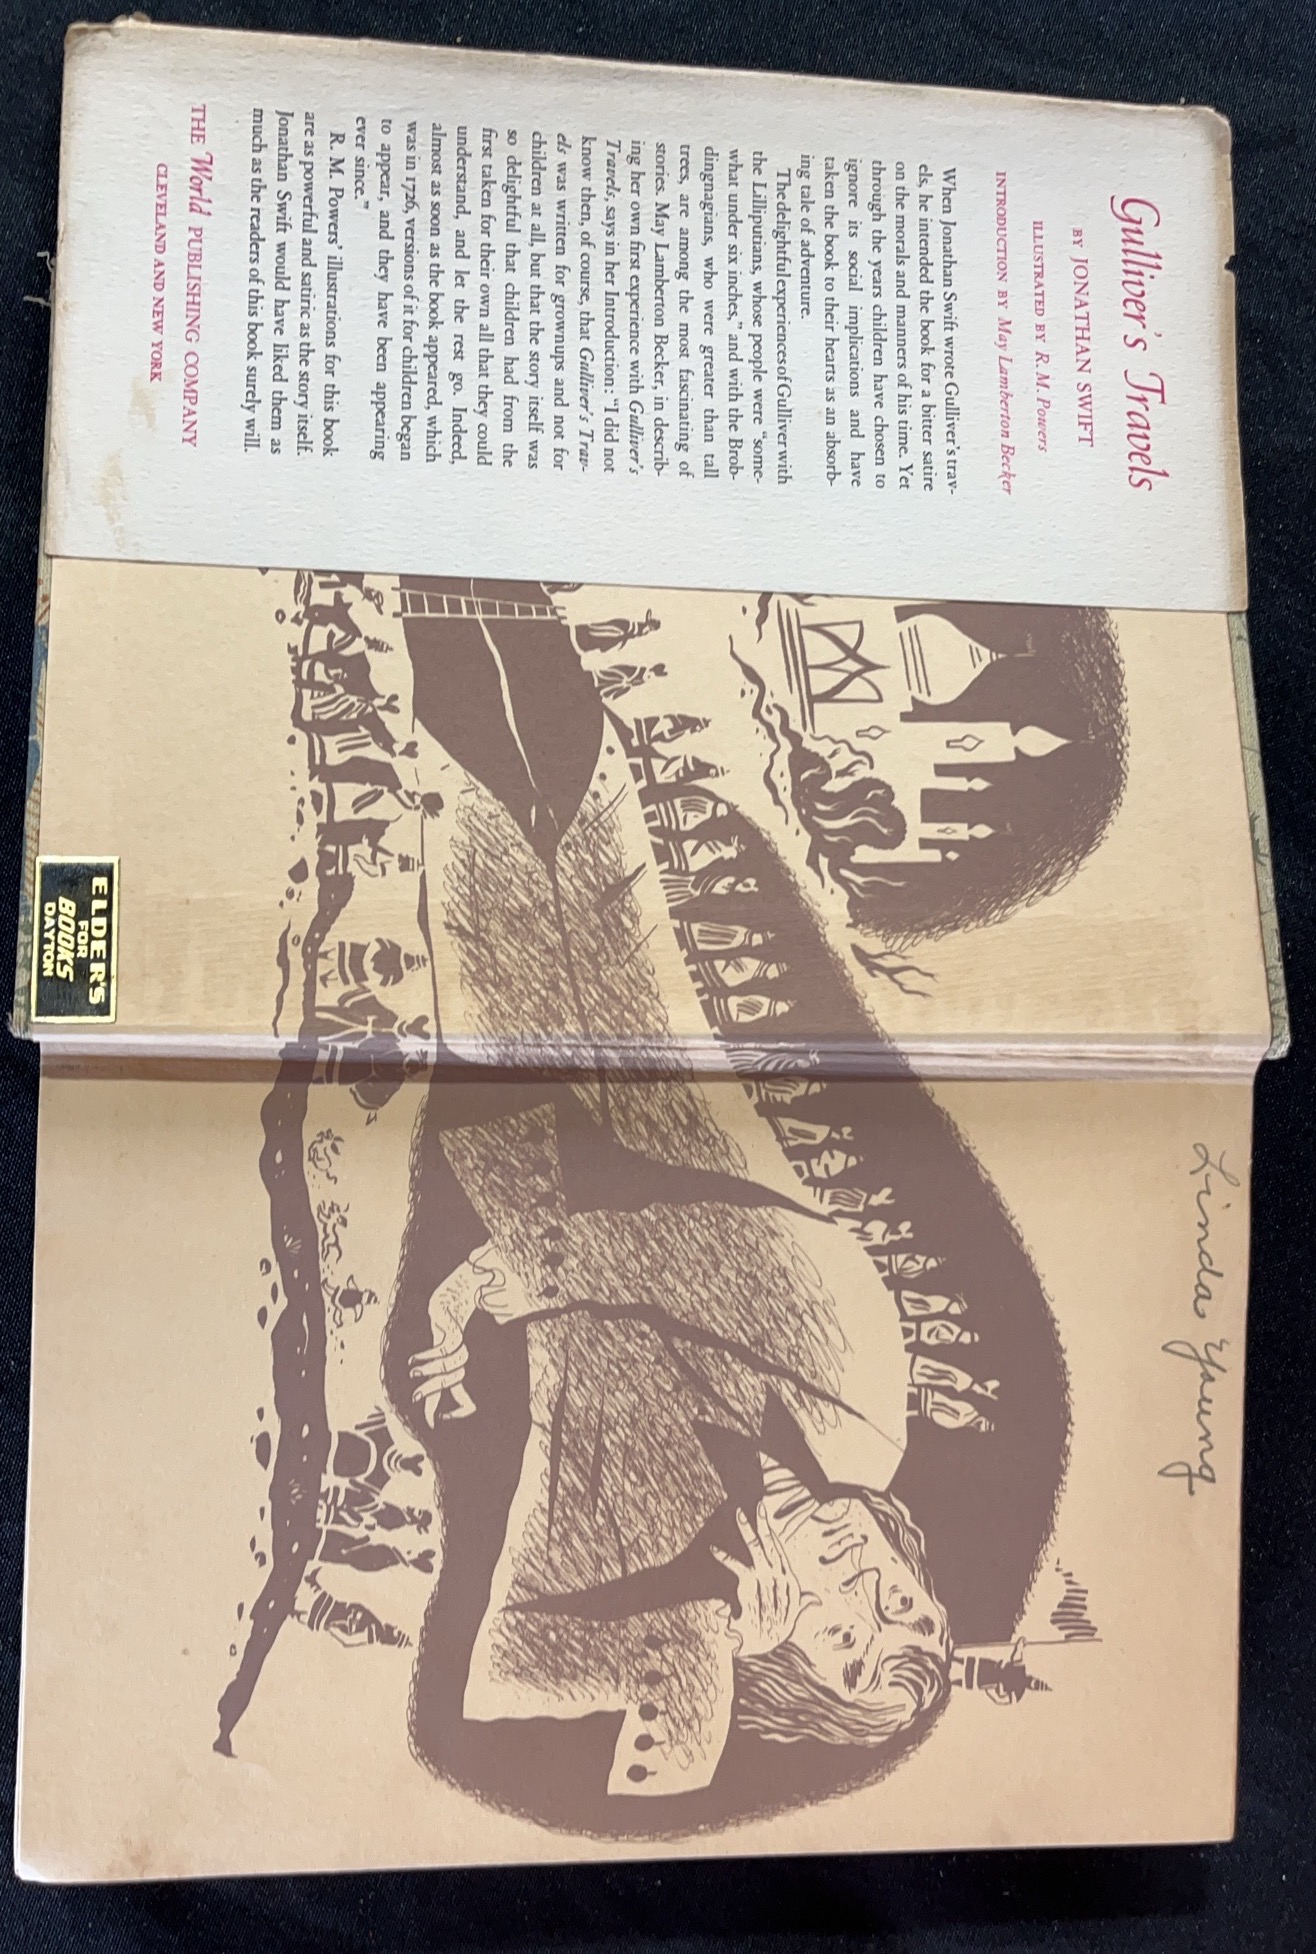 Gulliver's Travels
BY JONATHAN SWIFT
ILLUSTRATED BY R. M. Powers
INTRODUCTION BY May Lamberton Becker
When Jonathan Swift wrote Gulliver's trav-
els, he intended the book for a bitter satire
on the morals and manners of his time. Yet
through the years children have chosen to
ignore its social implications and have
taken the book to their hearts as an absorb-
ing tale of adventure.
The delightful experiences of Gulliver with
the Lilliputians, whose people were "some-
what under six inches," and with the Brob-
dingnagians, who were greater than tall
trees, are among the most fascinating of
stories. May Lamberton Becker, in describ-
ing her own first experience with Gulliver's
Travels, says in her Introduction: "I did not
know then, of course, that Gulliver's Trav-
els was written for grownups and not for
children at all, but that the story itself was
so delightful that children had from the
first taken for their own all that they could
understand, and let the rest go. Indeed,
almost as soon as the book appeared, which
was in 1726, versions of it for children began
to appear, and they have been appearing
ever since."
R. M. Powers' illustrations for this book
are as powerful and satiric as the story itself.
Jonathan Swift would have liked them as
much as the readers of this book surely will.
THE World PUBLISHING COMPANY
CLEVELAND AND NEW YORK
ELDER'S
FOR
BOOKS
DAYTON
Linda Young